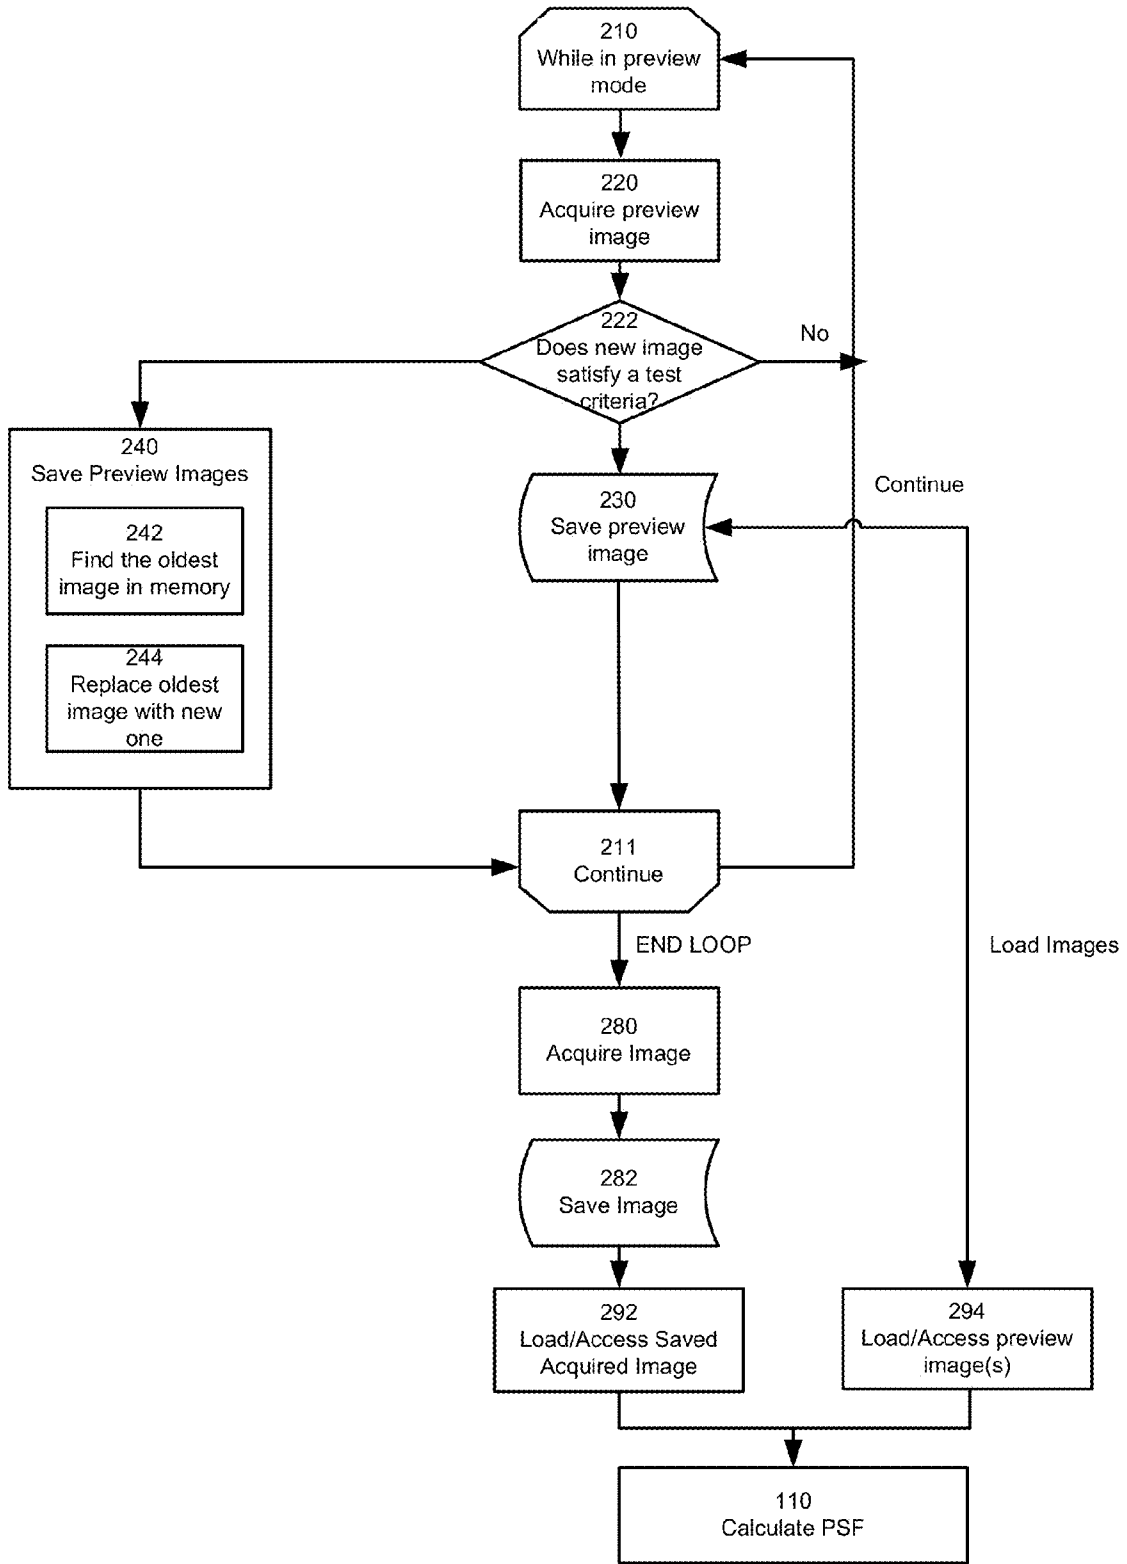 210
While in preview
mode
220
Acquire preview
image
222
Does new image
satisfy a test
criteria?
No
240
Save Preview Images
242
Find the oldest
image in memory
244
Replace oldest
image with new
one
230
Save preview
image
Continue
211
Continue
END LOOP
Load Images
280
Acquire Image
282
Save Image
292
Load/Access Saved
Acquired Image
294
Load/Access preview
image(s)
110
Calculate PSF